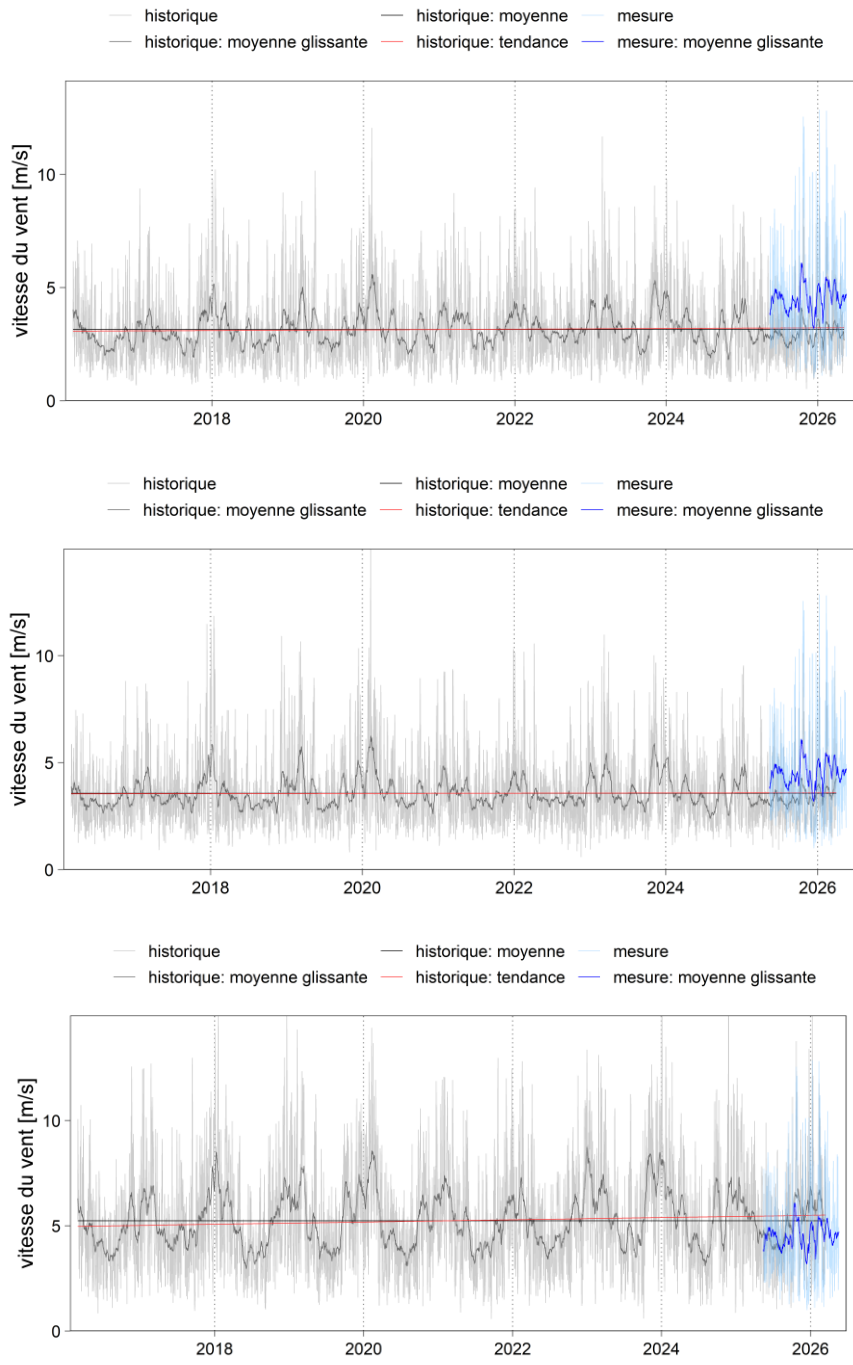 historique historique: moyenne mesure
historique: moyenne glissante historique: tendance mesure: moyenne glissante
vitesse du vent [m/s]
10
5
0
2018 2020 2022 2024 2026
historique historique: moyenne mesure
historique: moyenne glissante historique: tendance mesure: moyenne glissante
vitesse du vent [m/s]
10
5
0
2018 2020 2022 2024 2026
historique historique: moyenne mesure
historique: moyenne glissante historique: tendance mesure: moyenne glissante
vitesse du vent [m/s]
10
5
0
2018 2020 2022 2024 2026